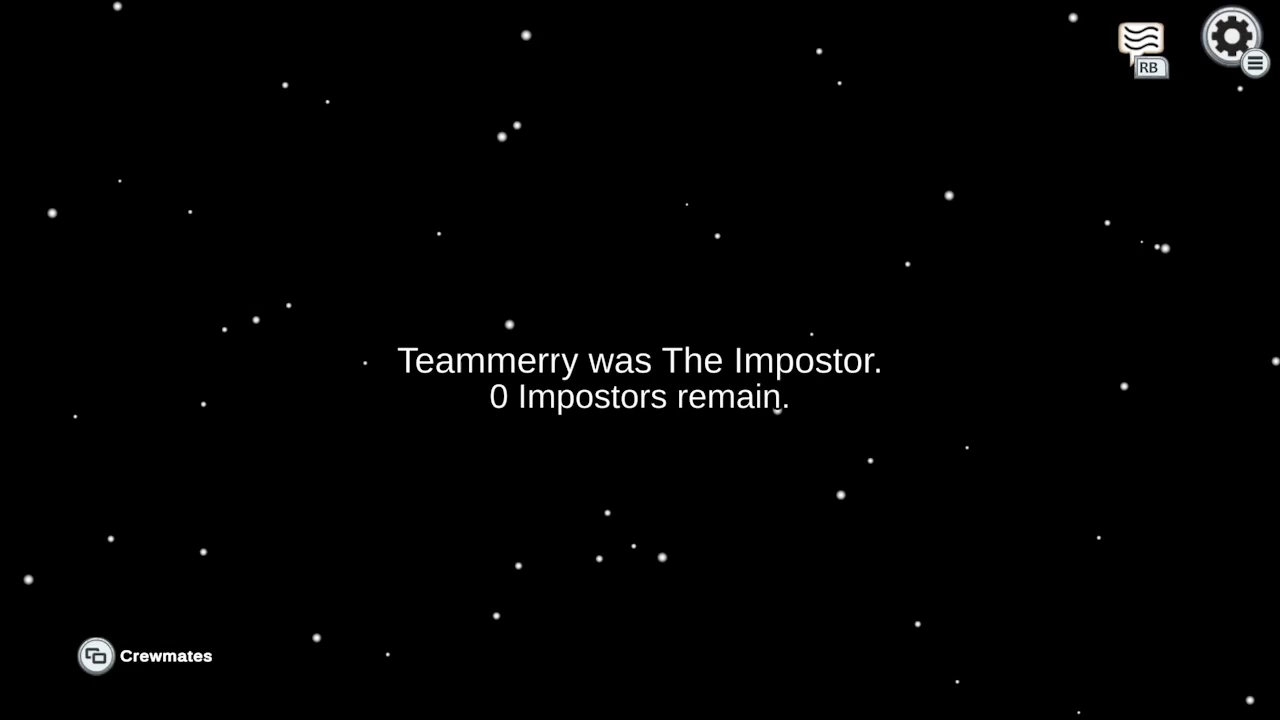 RB
Teammerry was The Impostor.
0 Impostors remain.
Crewmates